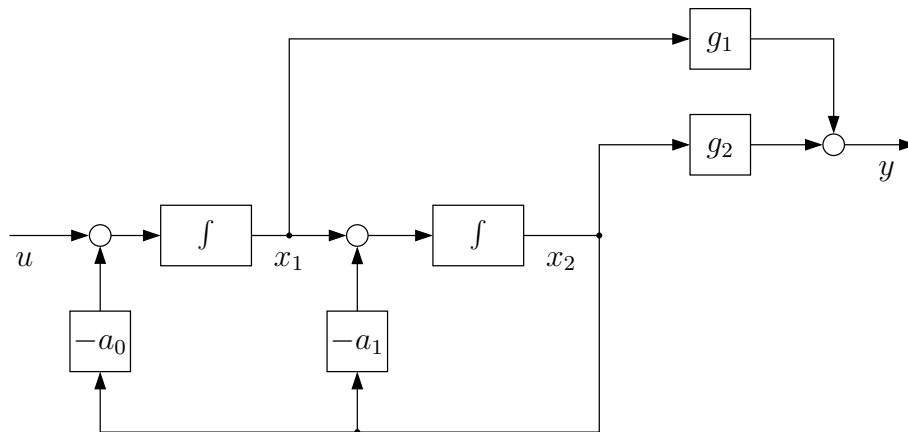 g₁
g₂
y
∫
∫
u
x₁
x₂
−a₀
−a₁